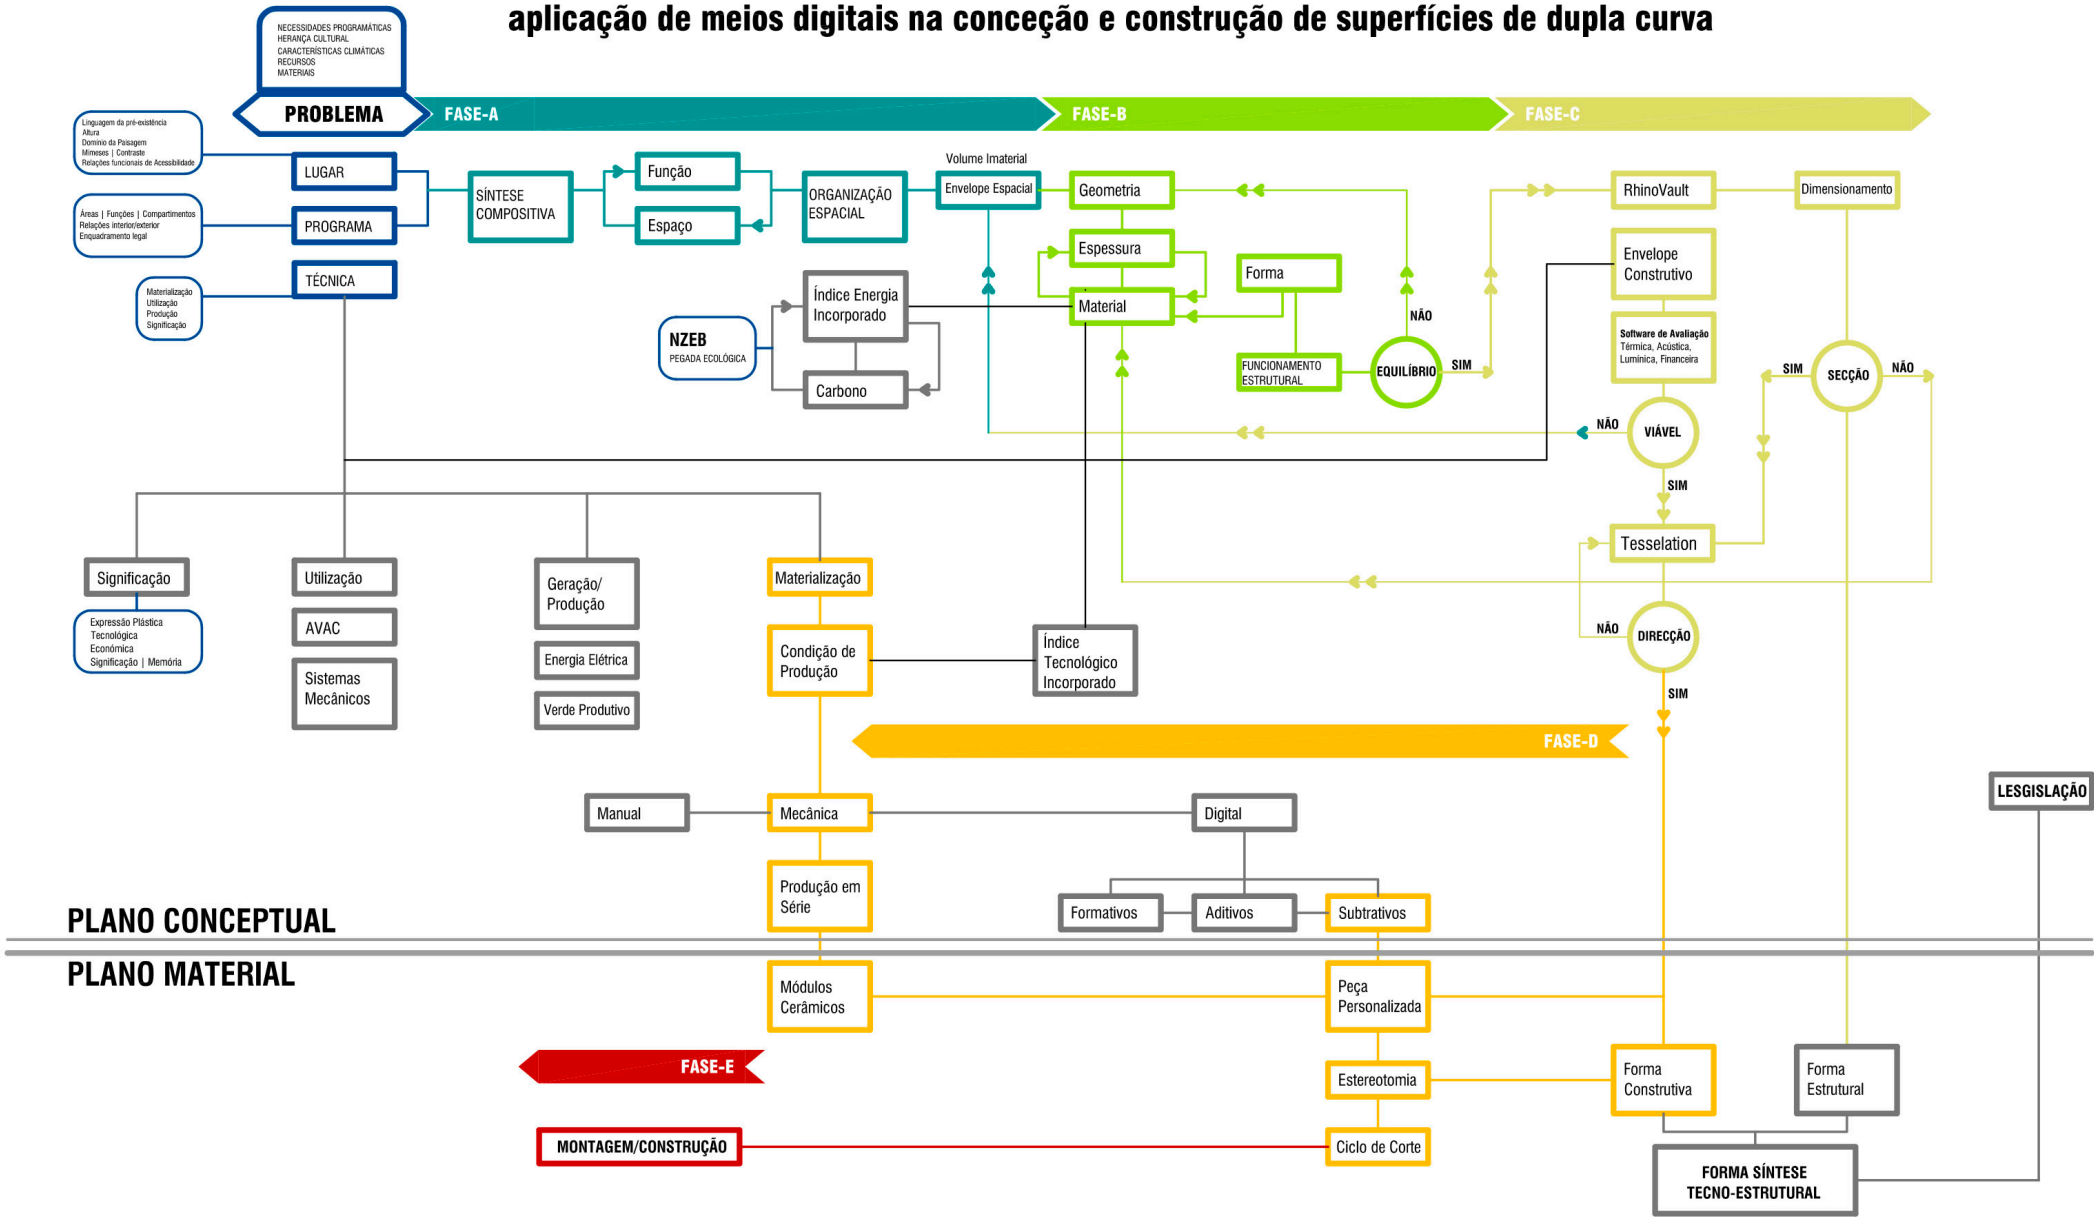 aplicação de meios digitais na conceção e construção de superfícies de dupla curva
NECESSIDADES PROGRAMÁTICAS
HERANÇA CULTURAL
CARACTERÍSTICAS CLIMÁTICAS
RECURSOS
MATERIAIS
PROBLEMA
FASE-A
FASE-B
FASE-C
Linguagem da pré-existência
Altura
Domínio da Paisagem
Mimeses | Contraste
Relações funcionais de Acessibilidade
LUGAR
Áreas | Funções | Compartimentos
Relações interior/exterior
Enquadramento legal
PROGRAMA
Materialização
Utilização
Produção
Significação
TÉCNICA
SÍNTESE
COMPOSITIVA
Função
Espaço
ORGANIZAÇÃO
ESPACIAL
Volume Imaterial
Envelope Espacial
Geometria
Espessura
Material
Forma
FUNCIONAMENTO
ESTRUTURAL
EQUILÍBRIO
NÃO
SIM
RhinoVault
Dimensionamento
Envelope
Construtivo
Software de Avaliação
Térmica, Acústica,
Lumínica, Financeira
SIM
SECÇÃO
NÃO
NÃO
VIÁVEL
SIM
Tesselation
NÃO
DIRECÇÃO
SIM
NZEB
PEGADA ECOLÓGICA
Índice Energia
Incorporado
Carbono
Significação
Expressão Plástica
Tecnológica
Económica
Significação | Memória
Utilização
AVAC
Sistemas
Mecânicos
Geração/
Produção
Energia Elétrica
Verde Produtivo
Materialização
Condição de
Produção
Índice
Tecnológico
Incorporado
FASE-D
Manual
Mecânica
Digital
LESGISLAÇÃO
Produção em
Série
Formativos
Aditivos
Subtrativos
PLANO CONCEPTUAL
PLANO MATERIAL
Módulos
Cerâmicos
Peça
Personalizada
FASE-E
Estereotomia
Forma
Construtiva
Forma
Estrutural
MONTAGEM/CONSTRUÇÃO
Ciclo de Corte
FORMA SÍNTESE
TECNO-ESTRUTURAL